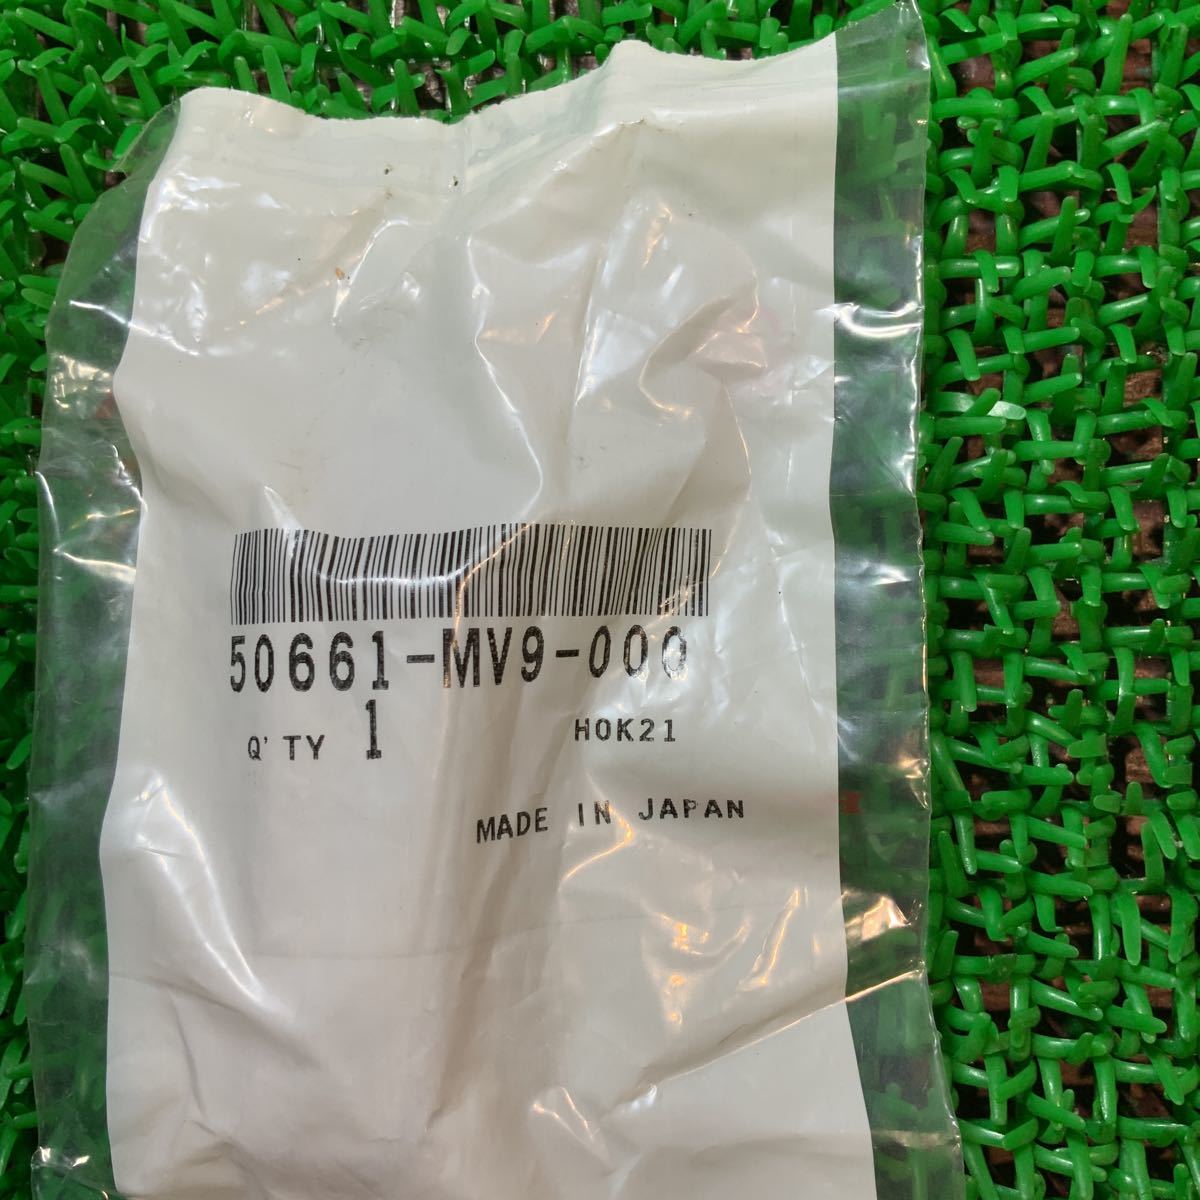 50661-MV9-000
Q'TY 1 HOK21
MADE IN JAPAN